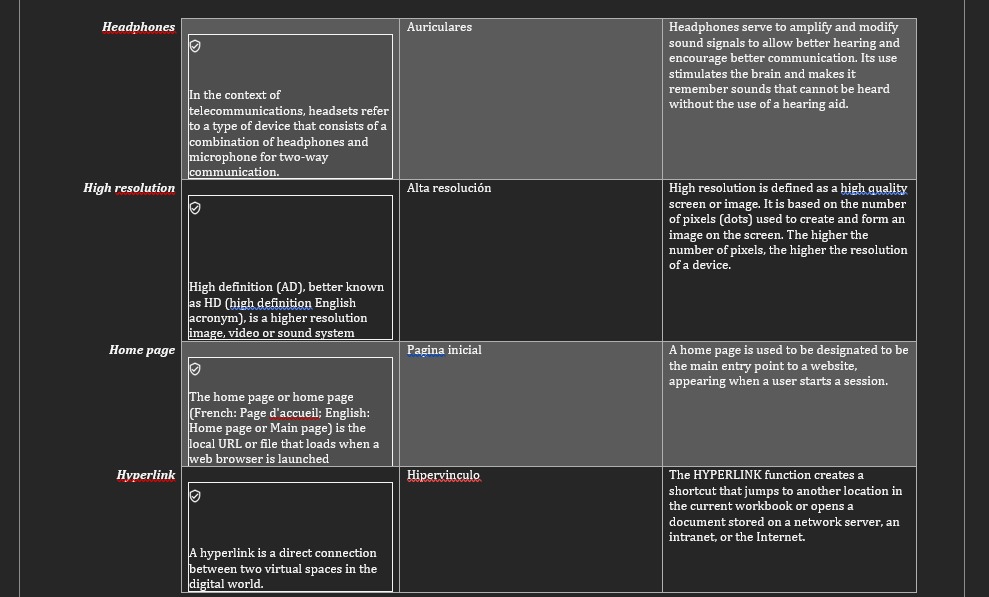 Headphones
In the context of
telecommunications, headsets refer
to a type of device that consists of a
combination of headphones and
microphone for two-way
communication.
Auriculares
Headphones serve to amplify and modify
sound signals to allow better hearing and
encourage better communication. Its use
stimulates the brain and makes it
remember sounds that cannot be heard
without the use of a hearing aid.
High resolution
High definition (AD), better known
as HD (high definition English
acronym), is a higher resolution
image, video or sound system
Alta resolución
High resolution is defined as a high quality
screen or image. It is based on the number
of pixels (dots) used to create and form an
image on the screen. The higher the
number of pixels, the higher the resolution
of a device.
Home page
The home page or home page
(French: Page d'accueil; English:
Home page or Main page) is the
local URL or file that loads when a
web browser is launched
Pagina inicial
A home page is used to be designated to be
the main entry point to a website,
appearing when a user starts a session.
Hyperlink
A hyperlink is a direct connection
between two virtual spaces in the
digital world.
Hipervinculo
The HYPERLINK function creates a
shortcut that jumps to another location in
the current workbook or opens a
document stored on a network server, an
intranet, or the Internet.